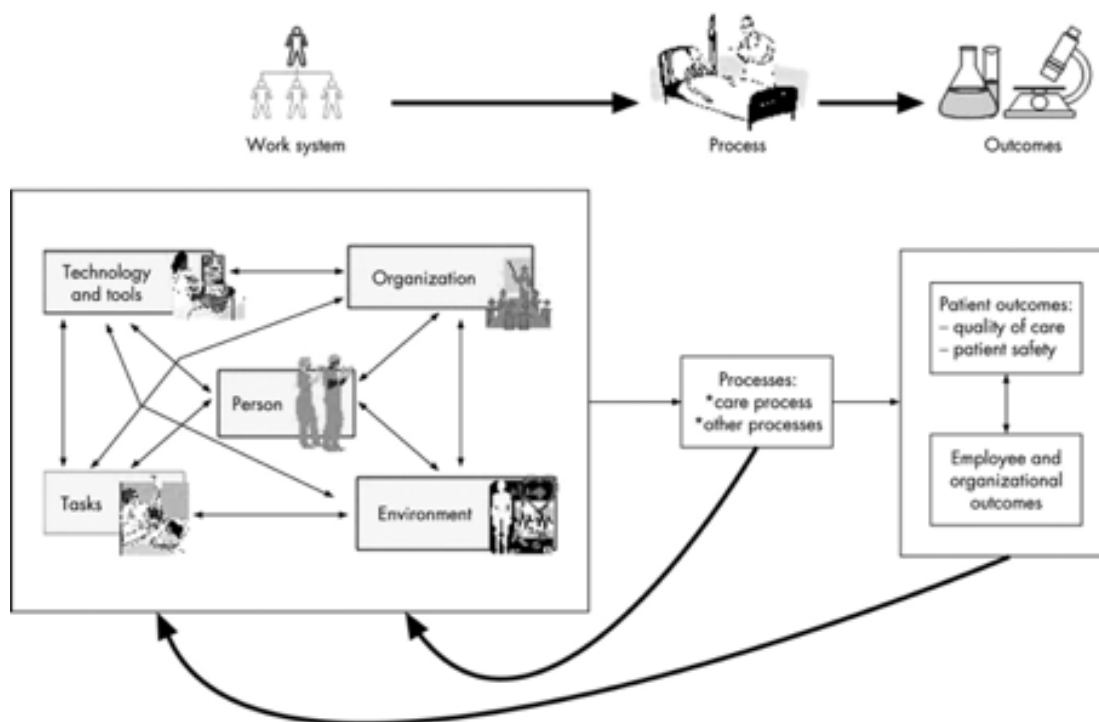 Work system
Process
Outcomes
Technology
and tools
Organization
Person
Tasks
Environment
Processes:
*care process
*other processes
Patient outcomes:
– quality of care
– patient safety
Employee and
organizational
outcomes